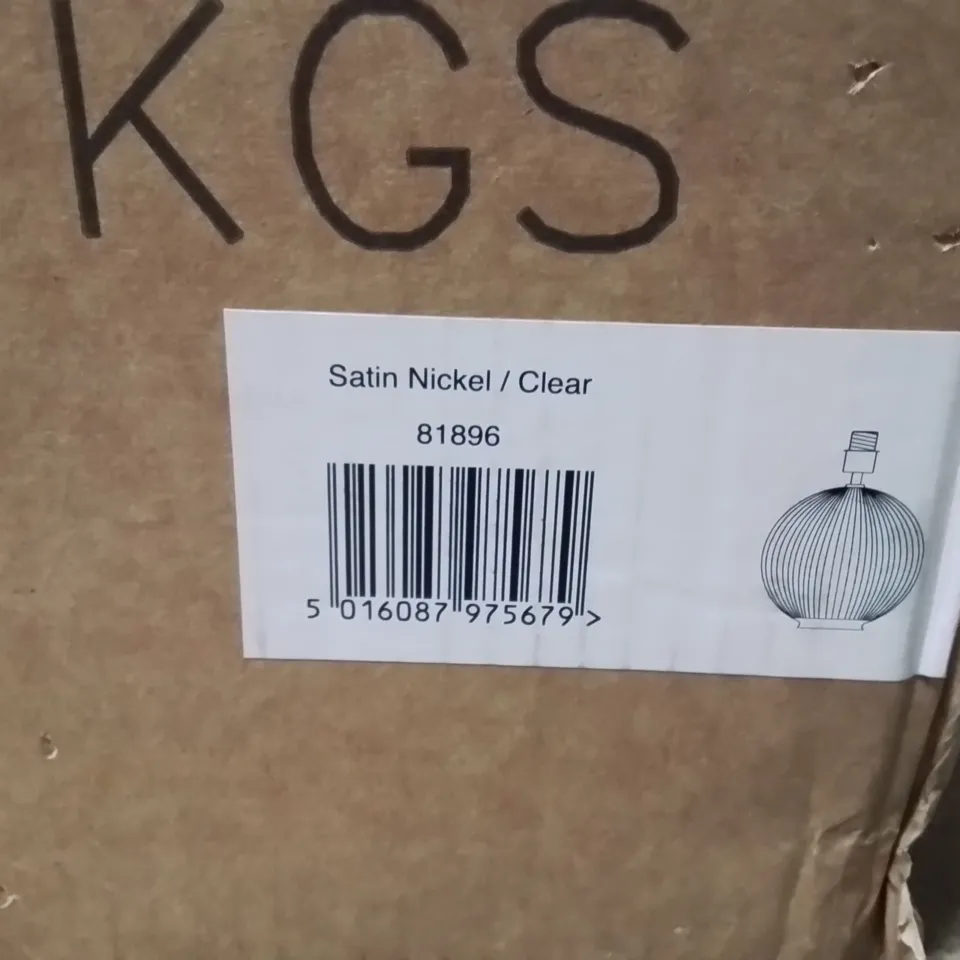 KGS
Satin Nickel / Clear
81896
5 016087 975679 >